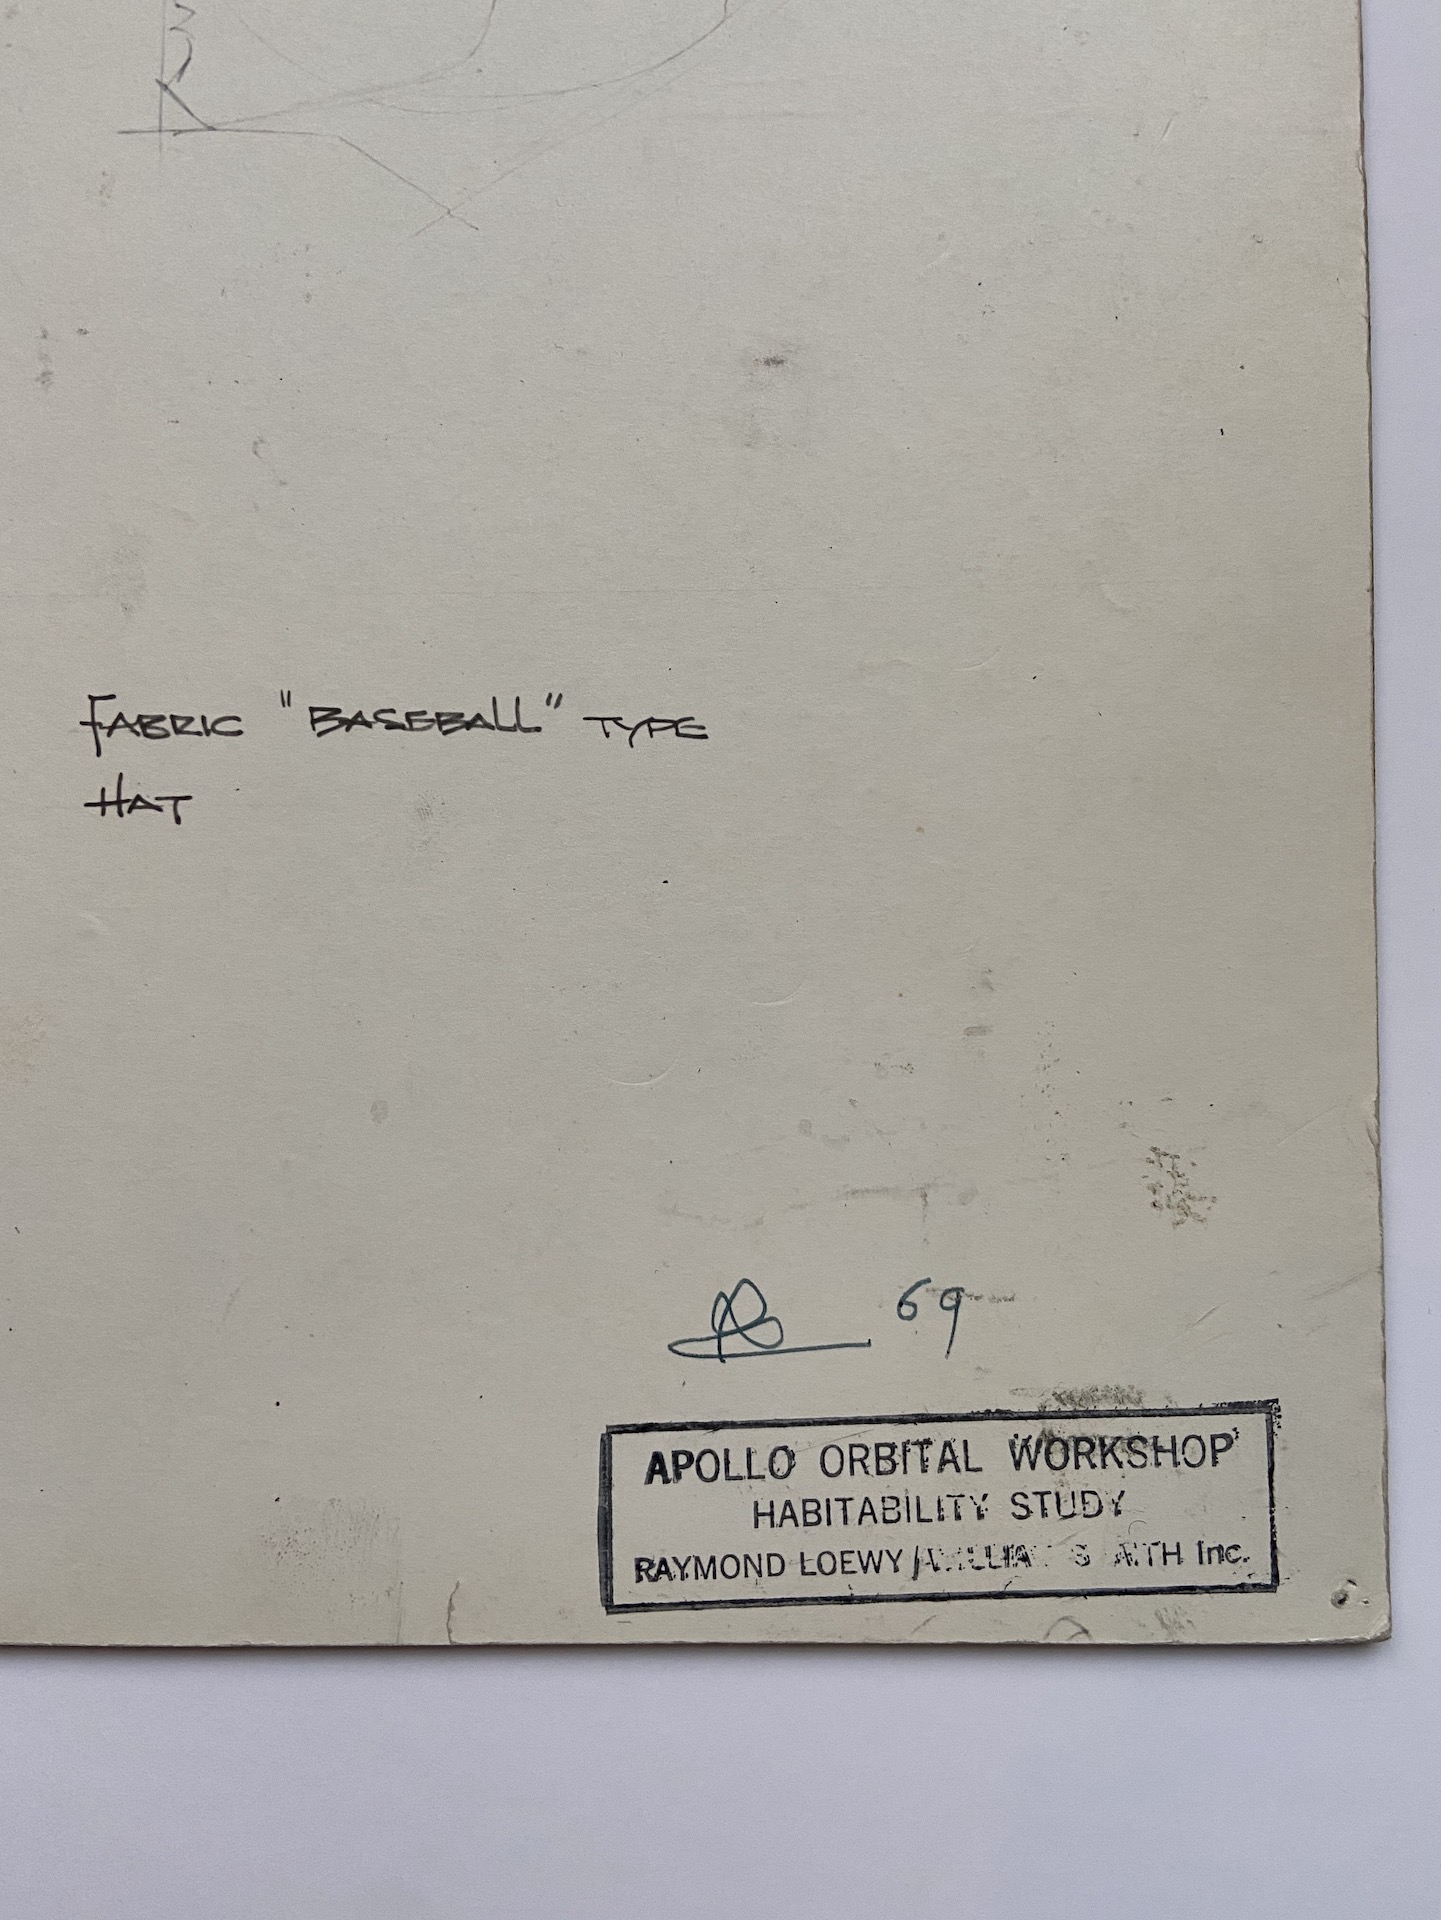 FABRIC "BASEBALL" TYPE
HAT
69
APOLLO ORBITAL WORKSHOP
HABITABILITY STUDY
RAYMOND LOEWY/ Inc.